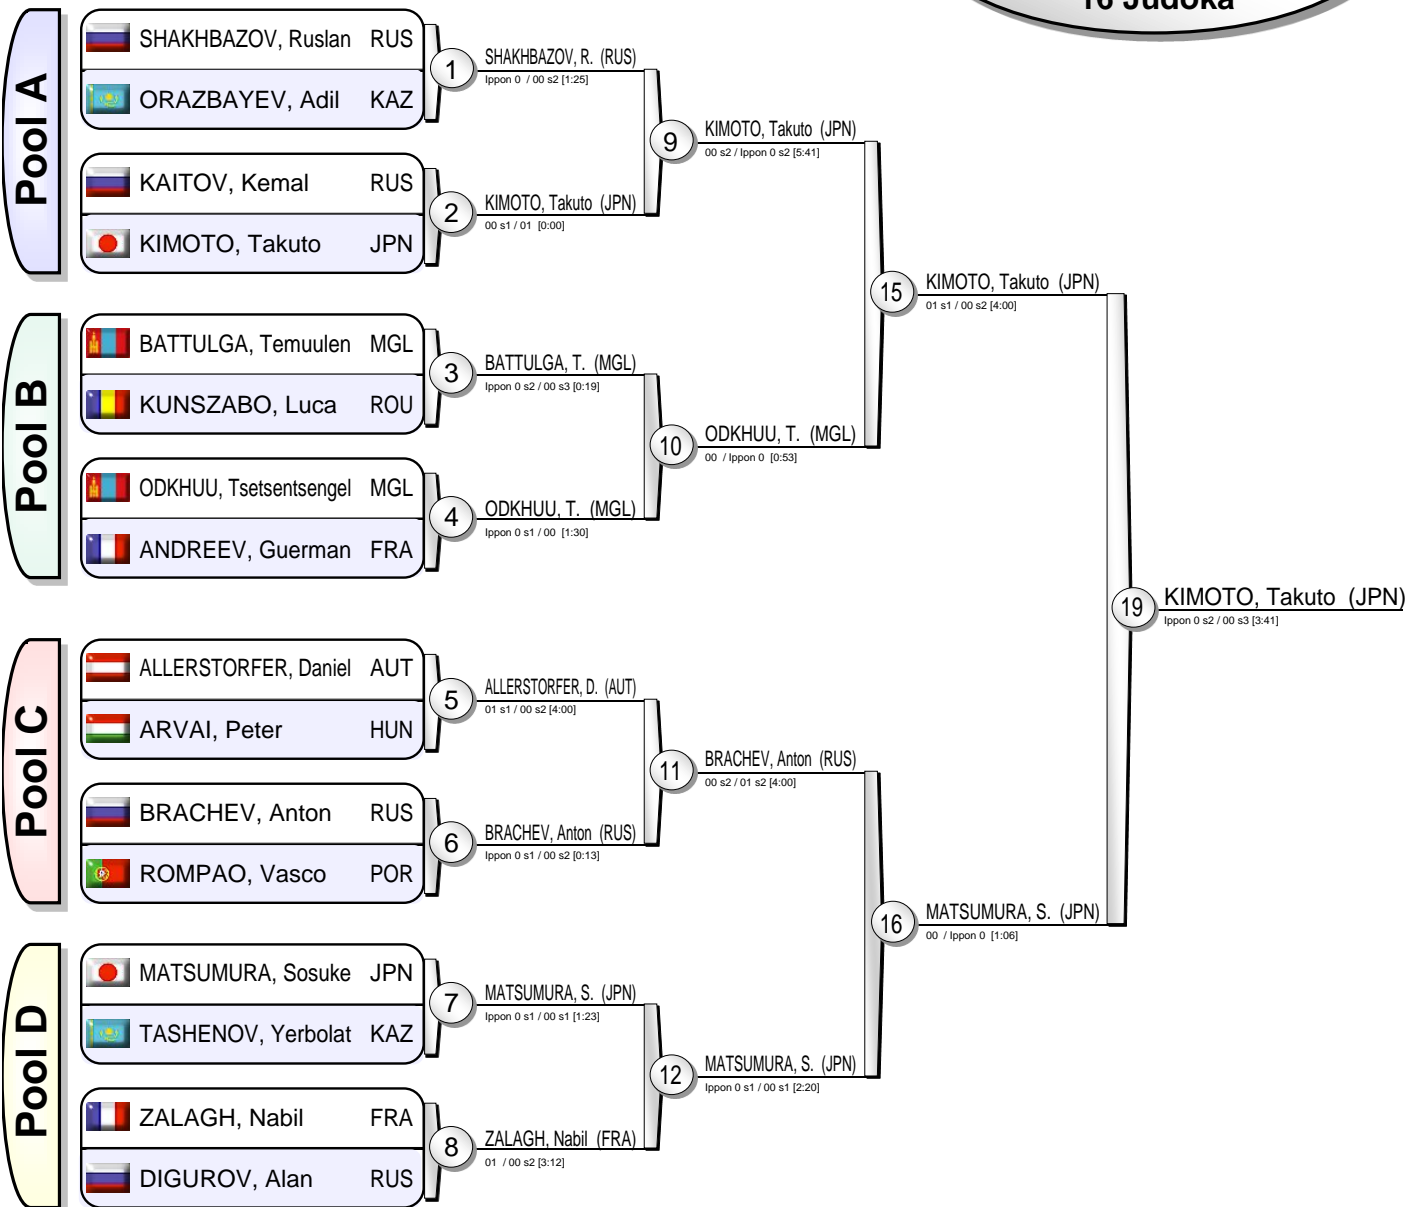 16 Judoka
Pool A
SHAKHBAZOV, Ruslan RUS
ORAZBAYEV, Adil KAZ
1
SHAKHBAZOV, R. (RUS)
Ippon 0 / 00 s2 [1:25]
KAITOV, Kemal RUS
KIMOTO, Takuto JPN
2
KIMOTO, Takuto (JPN)
00 s1 / 01 [0:00]
9
KIMOTO, Takuto (JPN)
00 s2 / Ippon 0 s2 [5:41]
Pool B
BATTULGA, Temuulen MGL
KUNSZABO, Luca ROU
3
BATTULGA, T. (MGL)
Ippon 0 s2 / 00 s3 [0:19]
ODKHUU, Tsetsentsengel MGL
ANDREEV, Guerman FRA
4
ODKHUU, T. (MGL)
Ippon 0 s1 / 00 [1:30]
10
ODKHUU, T. (MGL)
00 / Ippon 0 [0:53]
15
KIMOTO, Takuto (JPN)
01 s1 / 00 s2 [4:00]
Pool C
ALLERSTORFER, Daniel AUT
ARVAI, Peter HUN
5
ALLERSTORFER, D. (AUT)
01 s1 / 00 s2 [4:00]
BRACHEV, Anton RUS
ROMPAO, Vasco POR
6
BRACHEV, Anton (RUS)
Ippon 0 s1 / 00 s2 [0:13]
11
BRACHEV, Anton (RUS)
00 s2 / 01 s2 [4:00]
Pool D
MATSUMURA, Sosuke JPN
TASHENOV, Yerbolat KAZ
7
MATSUMURA, S. (JPN)
Ippon 0 s1 / 00 s1 [1:23]
ZALAGH, Nabil FRA
DIGUROV, Alan RUS
8
ZALAGH, Nabil (FRA)
01 / 00 s2 [3:12]
12
MATSUMURA, S. (JPN)
Ippon 0 s1 / 00 s1 [2:20]
16
MATSUMURA, S. (JPN)
00 / Ippon 0 [1:06]
19
KIMOTO, Takuto (JPN)
Ippon 0 s2 / 00 s3 [3:41]